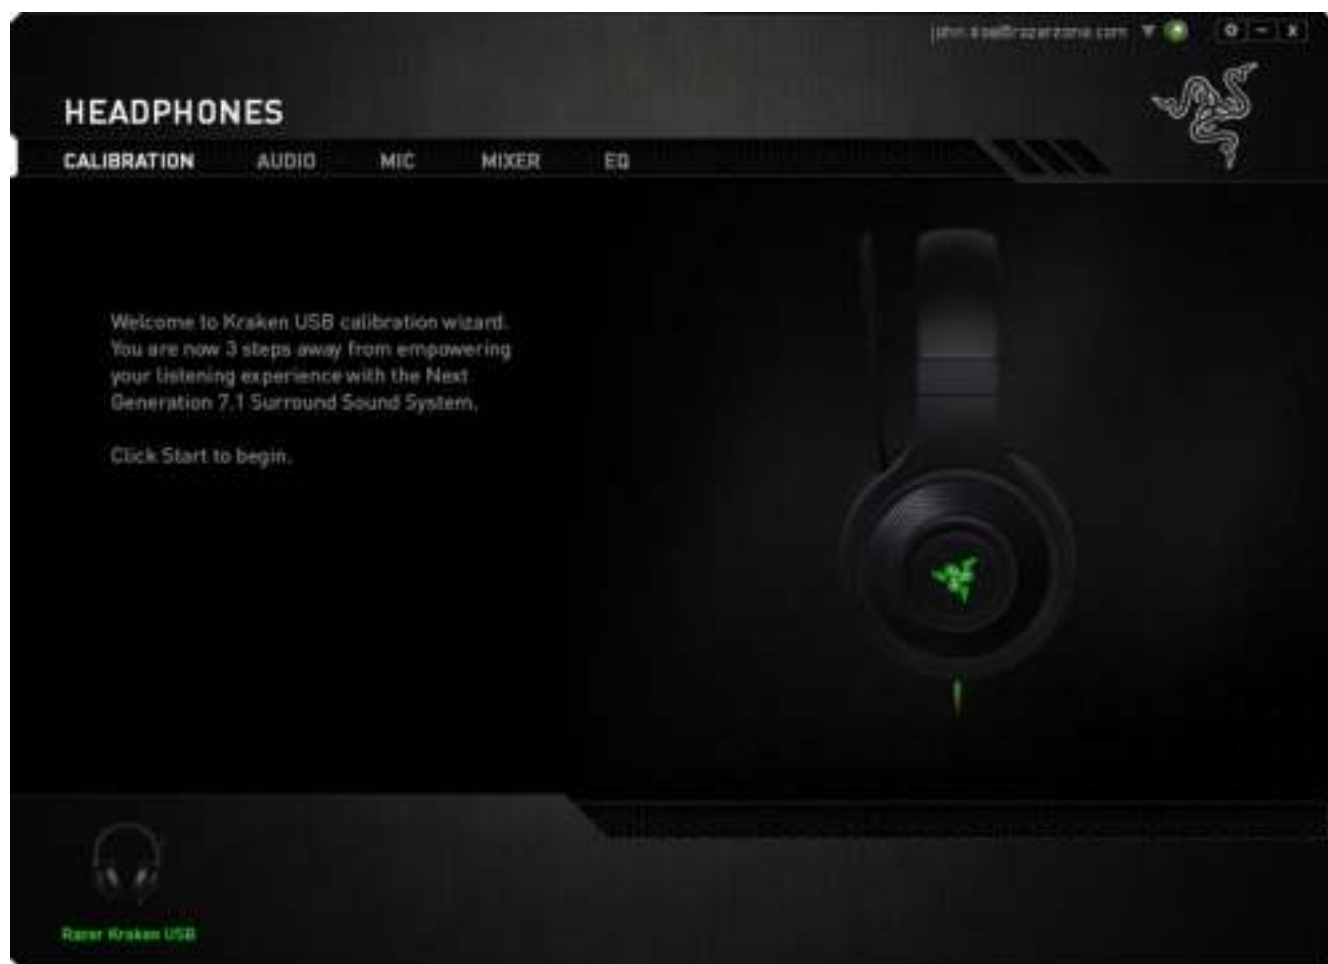 HEADPHONES
CALIBRATION AUDIO MIC MIXER EQ
Welcome to Kraken USB calibration wizard.
You are now 3 steps away from empowering
your listening experience with the Next
Generation 7.1 Surround Sound System.
Click Start to begin.
Razer Kraken USB